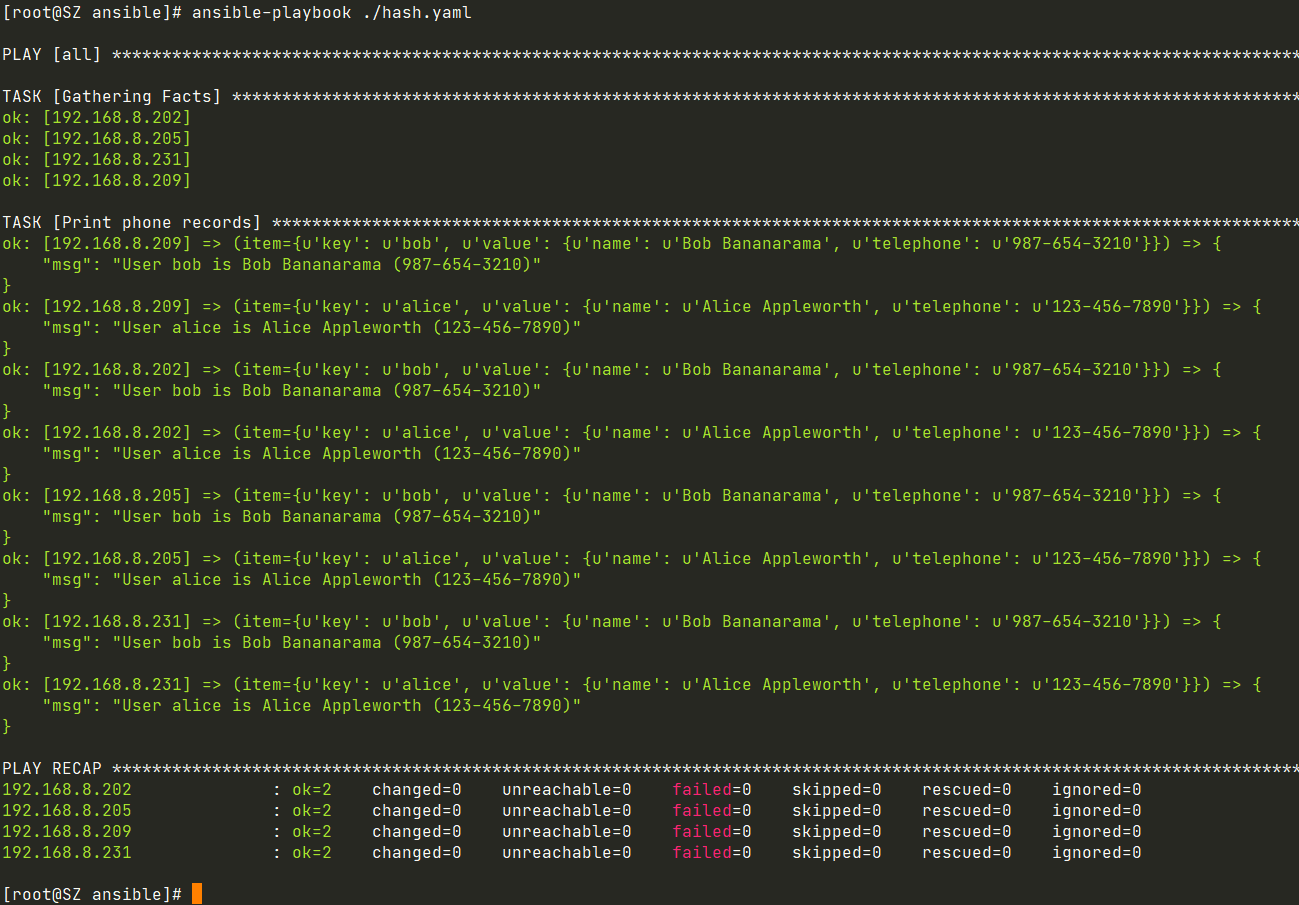 [root@SZ ansible]# ansible-playbook ./hash.yaml
PLAY [all] ***********************************************************************************************************************
TASK [Gathering Facts] ***********************************************************************************************************
ok: [192.168.8.202]
ok: [192.168.8.205]
ok: [192.168.8.231]
ok: [192.168.8.209]
TASK [Print phone records] *******************************************************************************************************
ok: [192.168.8.209] => (item={u'key': u'bob', u'value': {u'name': u'Bob Bananarama', u'telephone': u'987-654-3210'}}) => {
    "msg": "User bob is Bob Bananarama (987-654-3210)"
}
ok: [192.168.8.209] => (item={u'key': u'alice', u'value': {u'name': u'Alice Appleworth', u'telephone': u'123-456-7890'}}) => {
    "msg": "User alice is Alice Appleworth (123-456-7890)"
}
ok: [192.168.8.202] => (item={u'key': u'bob', u'value': {u'name': u'Bob Bananarama', u'telephone': u'987-654-3210'}}) => {
    "msg": "User bob is Bob Bananarama (987-654-3210)"
}
ok: [192.168.8.202] => (item={u'key': u'alice', u'value': {u'name': u'Alice Appleworth', u'telephone': u'123-456-7890'}}) => {
    "msg": "User alice is Alice Appleworth (123-456-7890)"
}
ok: [192.168.8.205] => (item={u'key': u'bob', u'value': {u'name': u'Bob Bananarama', u'telephone': u'987-654-3210'}}) => {
    "msg": "User bob is Bob Bananarama (987-654-3210)"
}
ok: [192.168.8.205] => (item={u'key': u'alice', u'value': {u'name': u'Alice Appleworth', u'telephone': u'123-456-7890'}}) => {
    "msg": "User alice is Alice Appleworth (123-456-7890)"
}
ok: [192.168.8.231] => (item={u'key': u'bob', u'value': {u'name': u'Bob Bananarama', u'telephone': u'987-654-3210'}}) => {
    "msg": "User bob is Bob Bananarama (987-654-3210)"
}
ok: [192.168.8.231] => (item={u'key': u'alice', u'value': {u'name': u'Alice Appleworth', u'telephone': u'123-456-7890'}}) => {
    "msg": "User alice is Alice Appleworth (123-456-7890)"
}
PLAY RECAP ***********************************************************************************************************************
192.168.8.202              : ok=2    changed=0    unreachable=0    failed=0    skipped=0    rescued=0    ignored=0
192.168.8.205              : ok=2    changed=0    unreachable=0    failed=0    skipped=0    rescued=0    ignored=0
192.168.8.209              : ok=2    changed=0    unreachable=0    failed=0    skipped=0    rescued=0    ignored=0
192.168.8.231              : ok=2    changed=0    unreachable=0    failed=0    skipped=0    rescued=0    ignored=0
[root@SZ ansible]#